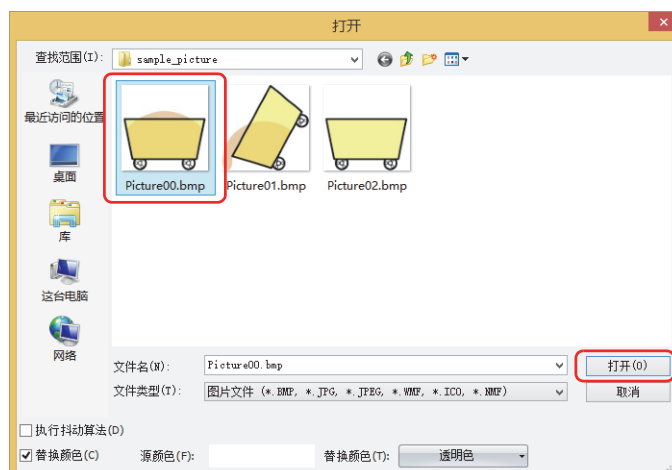 打开
查找范围(I): sample_picture
最近访问的位置
桌面
库
这台电脑
网络
Picture00.bmp Picture01.bmp Picture02.bmp
文件名(N): Picture00.bmp 打开(O)
文件类型(T): 图片文件 (*.BMP, *.JPG, *.JPEG, *.WMF, *.ICO, *.NMF) 取消
执行抖动算法(D)
替换颜色(C) 源颜色(F): 替换颜色(T): 透明色